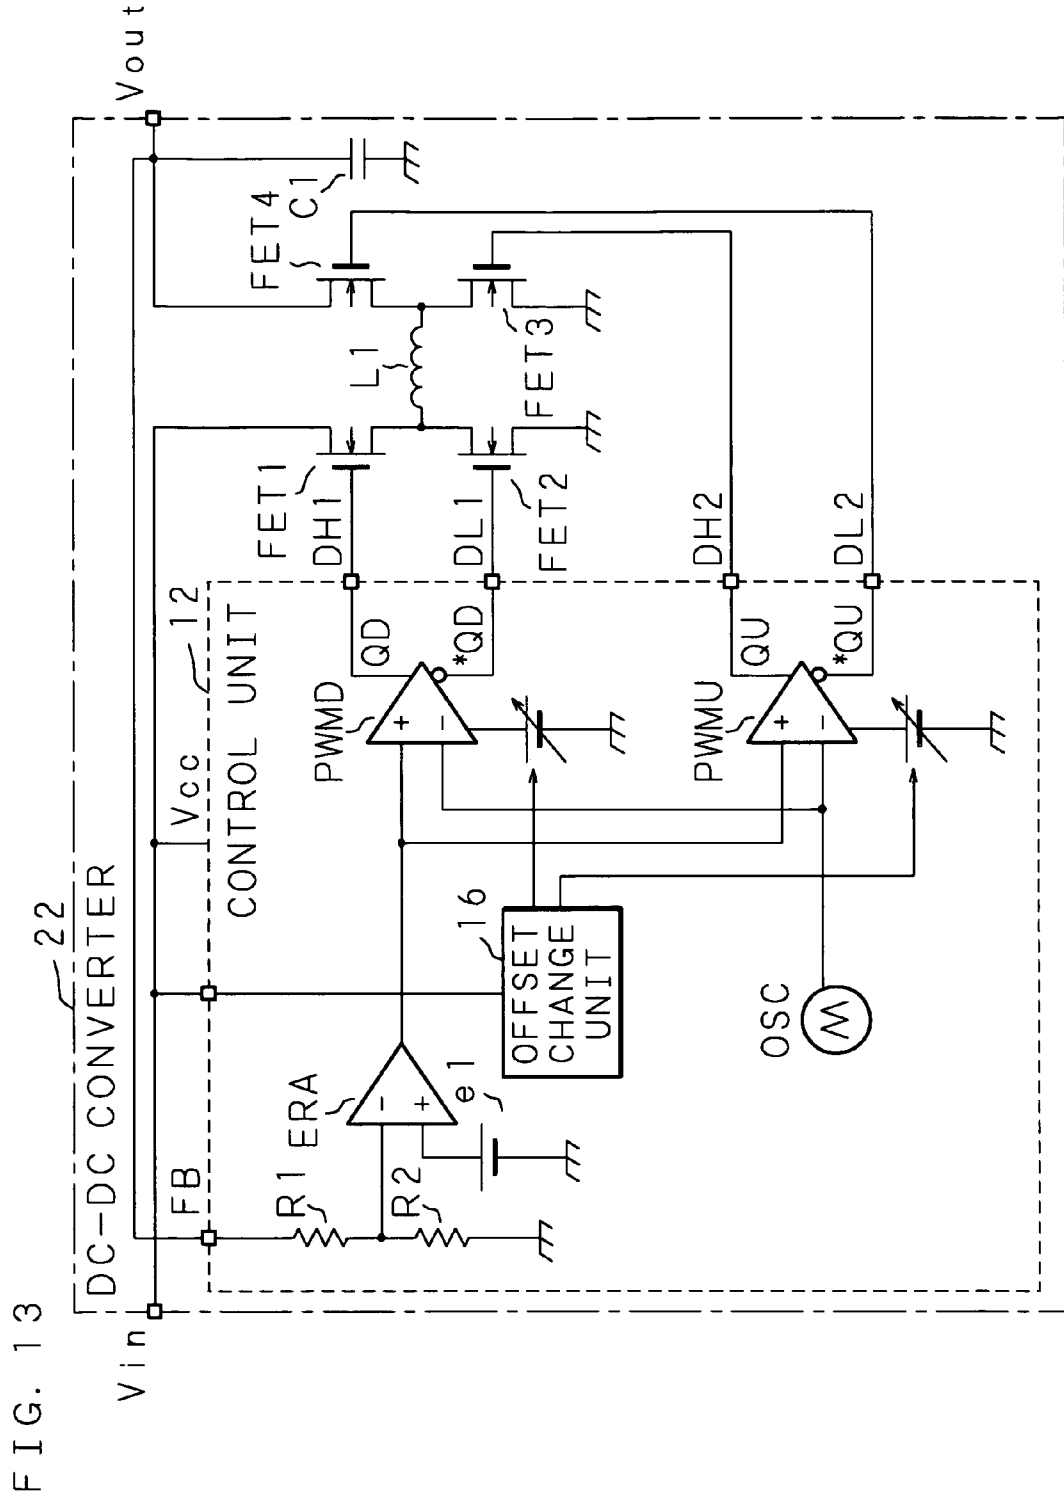 FIG. 13
22
DC-DC CONVERTER
Vin
Vout
Vcc
12
FB
CONTROL UNIT
R1
R2
ERA
-
+
e1
16
OFFSET
CHANGE
UNIT
OSC
PWMD
+
-
QD
*QD
PWMU
+
-
QU
*QU
DH1
DL1
DH2
DL2
FET1
FET2
L1
FET3
FET4
C1